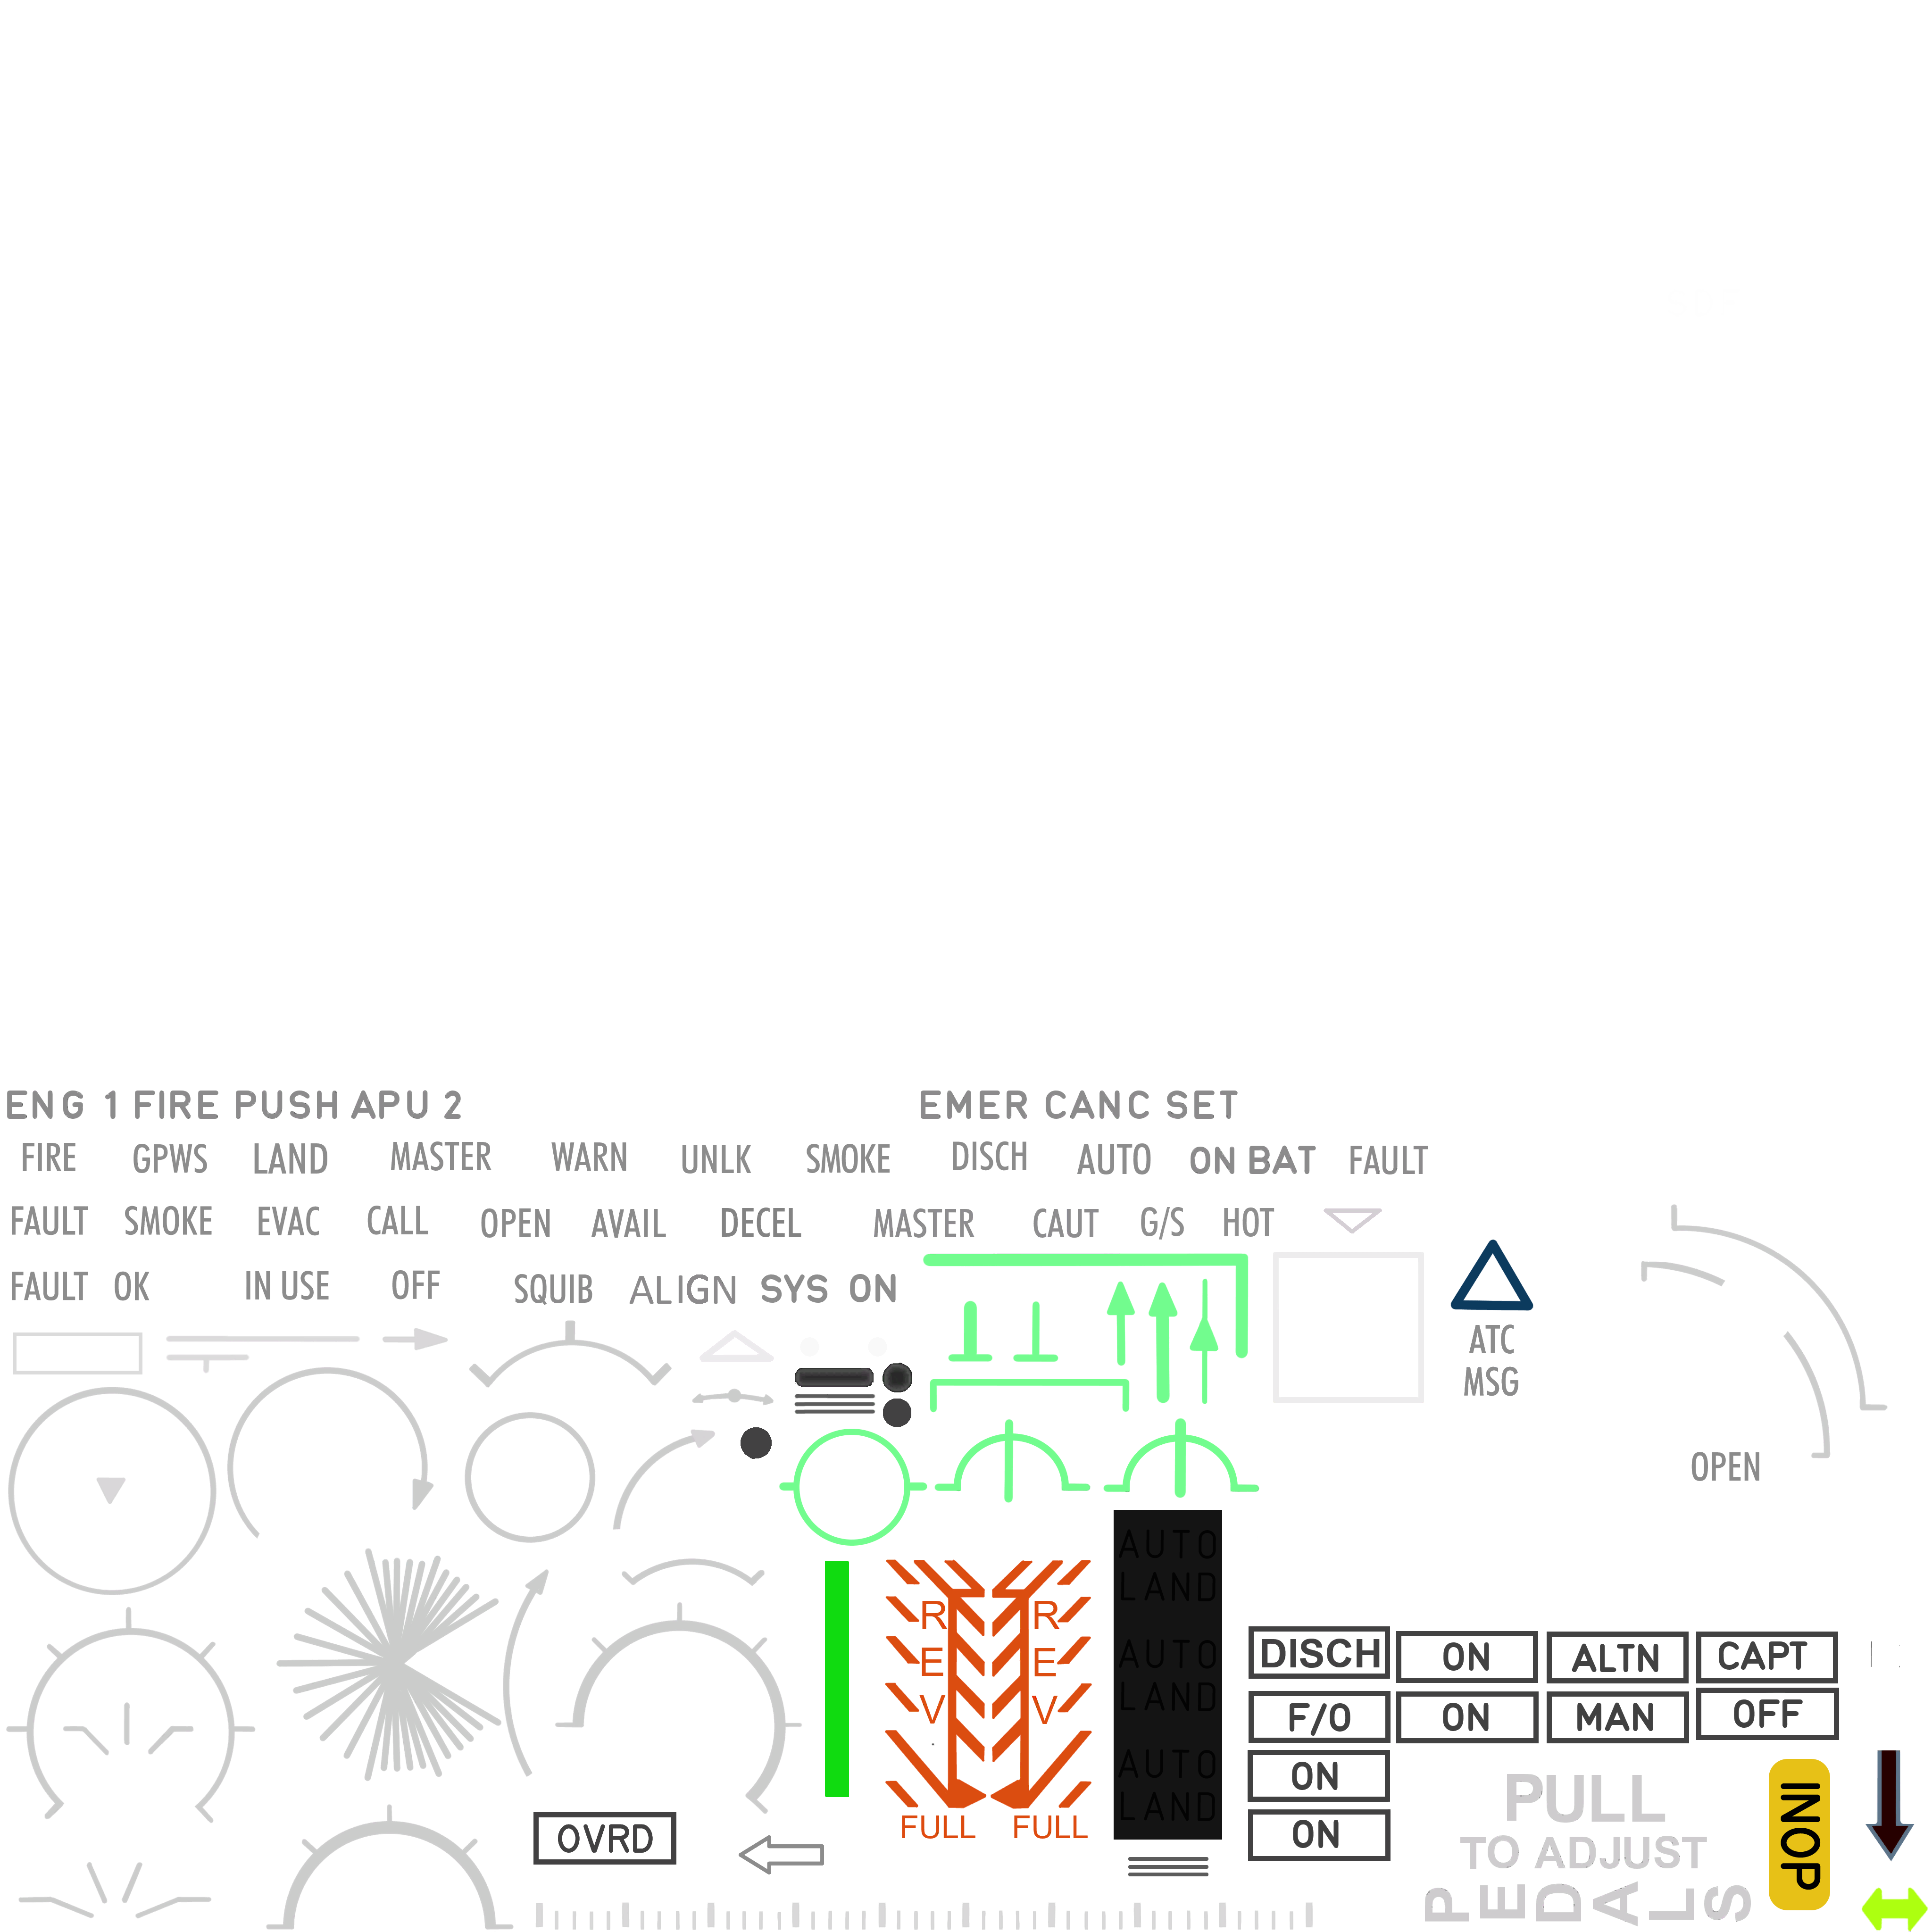 ENG 1 FIRE PUSH APU 2 EMER CANC SET
FIRE GPWS LAND MASTER WARN UNLK SMOKE DISCH AUTO ON BAT FAULT
FAULT SMOKE EVAC CALL OPEN AVAIL DECEL MASTER CAUT G/S HOT
FAULT OK IN USE OFF SQUIB ALIGN SYS ON
ATC
MSG
OPEN
AUTO
LAND
AUTO
LAND
AUTO
LAND
REV REV
FULL FULL
DISCH ON ALTN CAPT
F/O ON MAN OFF
ON
ON
OVRD
PULL
TO ADJUST
PEDALS
INOP